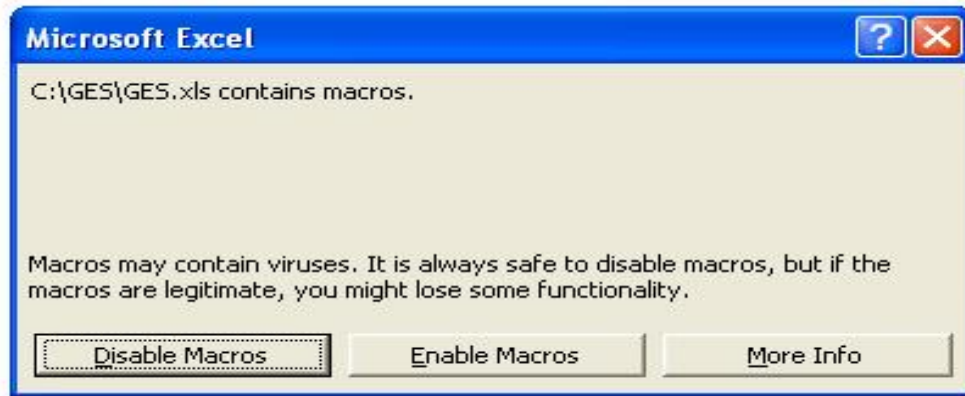 Microsoft Excel
C:\GES\GES.xls contains macros.
Macros may contain viruses. It is always safe to disable macros, but if the
macros are legitimate, you might lose some functionality.
Disable Macros Enable Macros More Info